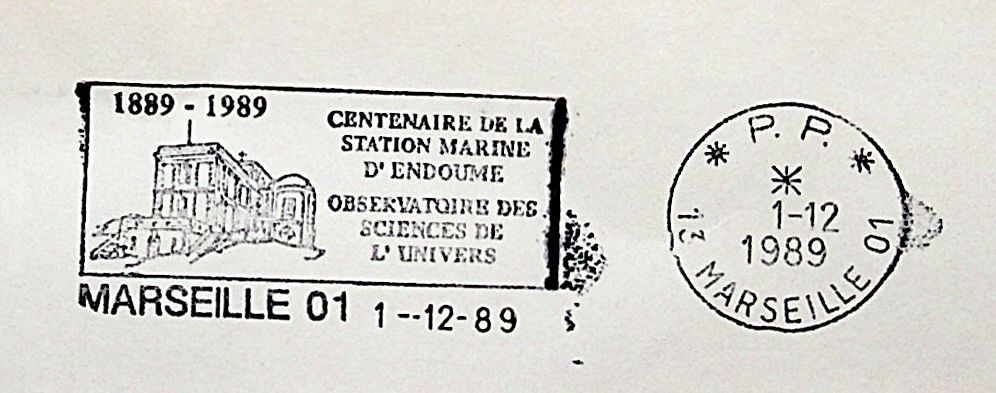 1889 - 1989
CENTENAIRE DE LA
STATION MARINE
D'ENDOUME
OBSERVATOIRE DES
SCIENCES DE
L'UNIVERS
MARSEILLE 01 1--12-89
* P. P. *
*
1-12
1989
13 MARSEILLE 01